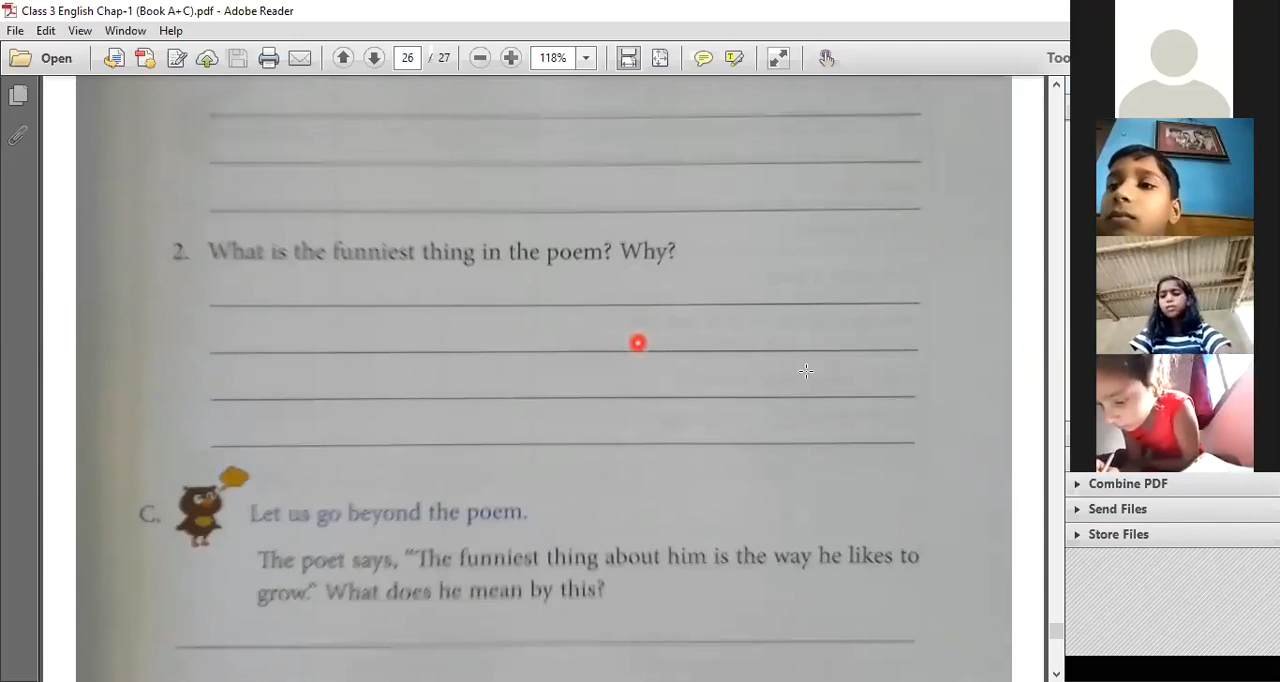 Class 3 English Chap-1 (Book A+C).pdf - Adobe Reader
File Edit View Window Help
Open 26 / 27 118% Too
2. What is the funniest thing in the poem? Why?
C. Let us go beyond the poem.
The poet says, "The funniest thing about him is the way he likes to
grow." What does he mean by this?
Combine PDF
Send Files
Store Files